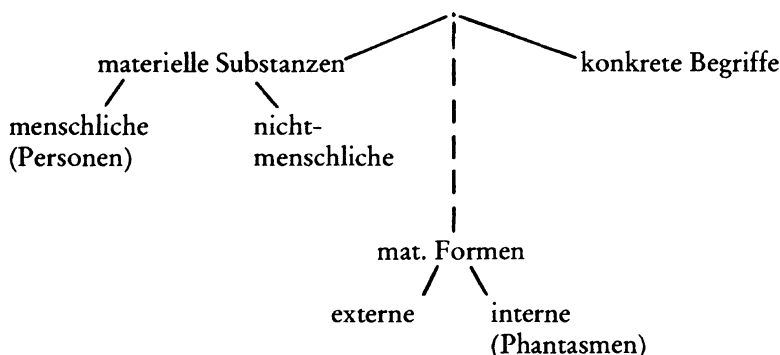 materielle Substanzen
konkrete Begriffe
menschliche
(Personen)
nicht-
menschliche
mat. Formen
externe
interne
(Phantasmen)